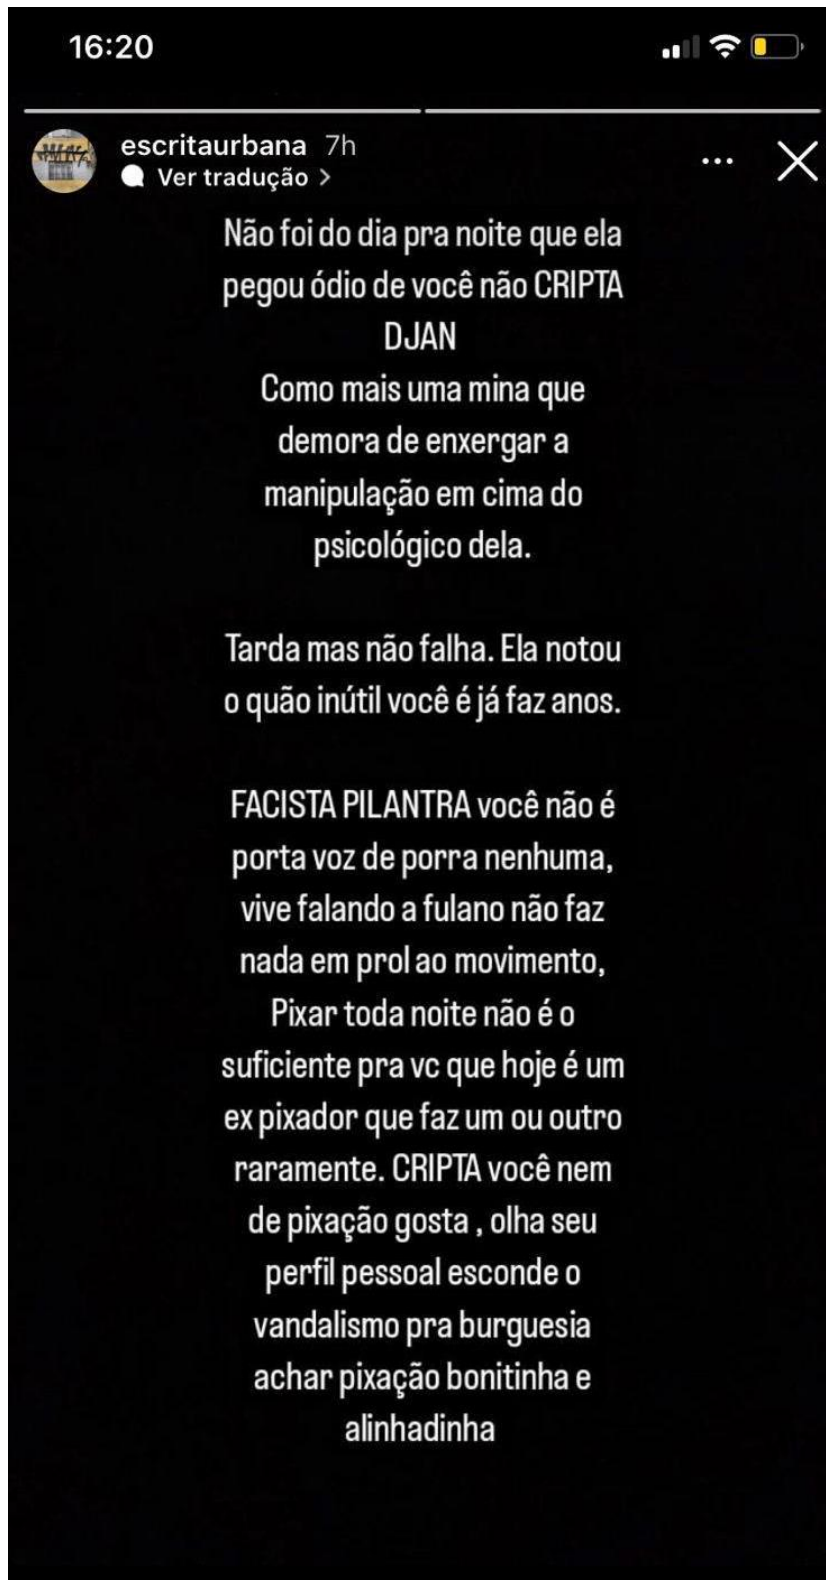 16:20
escritaurbana 7h
Ver tradução >
Não foi do dia pra noite que ela
pegou ódio de você não CRIPTA
DJAN
Como mais uma mina que
demora de enxergar a
manipulação em cima do
psicológico dela.
Tarda mas não falha. Ela notou
o quão inútil você é já faz anos.
FACISTA PILANTRA você não é
porta voz de porra nenhuma,
vive falando a fulano não faz
nada em prol ao movimento,
Pixar toda noite não é o
suficiente pra vc que hoje é um
ex pixador que faz um ou outro
raramente. CRIPTA você nem
de pixação gosta , olha seu
perfil pessoal esconde o
vandalismo pra burguesia
achar pixação bonitinha e
alinhadinha